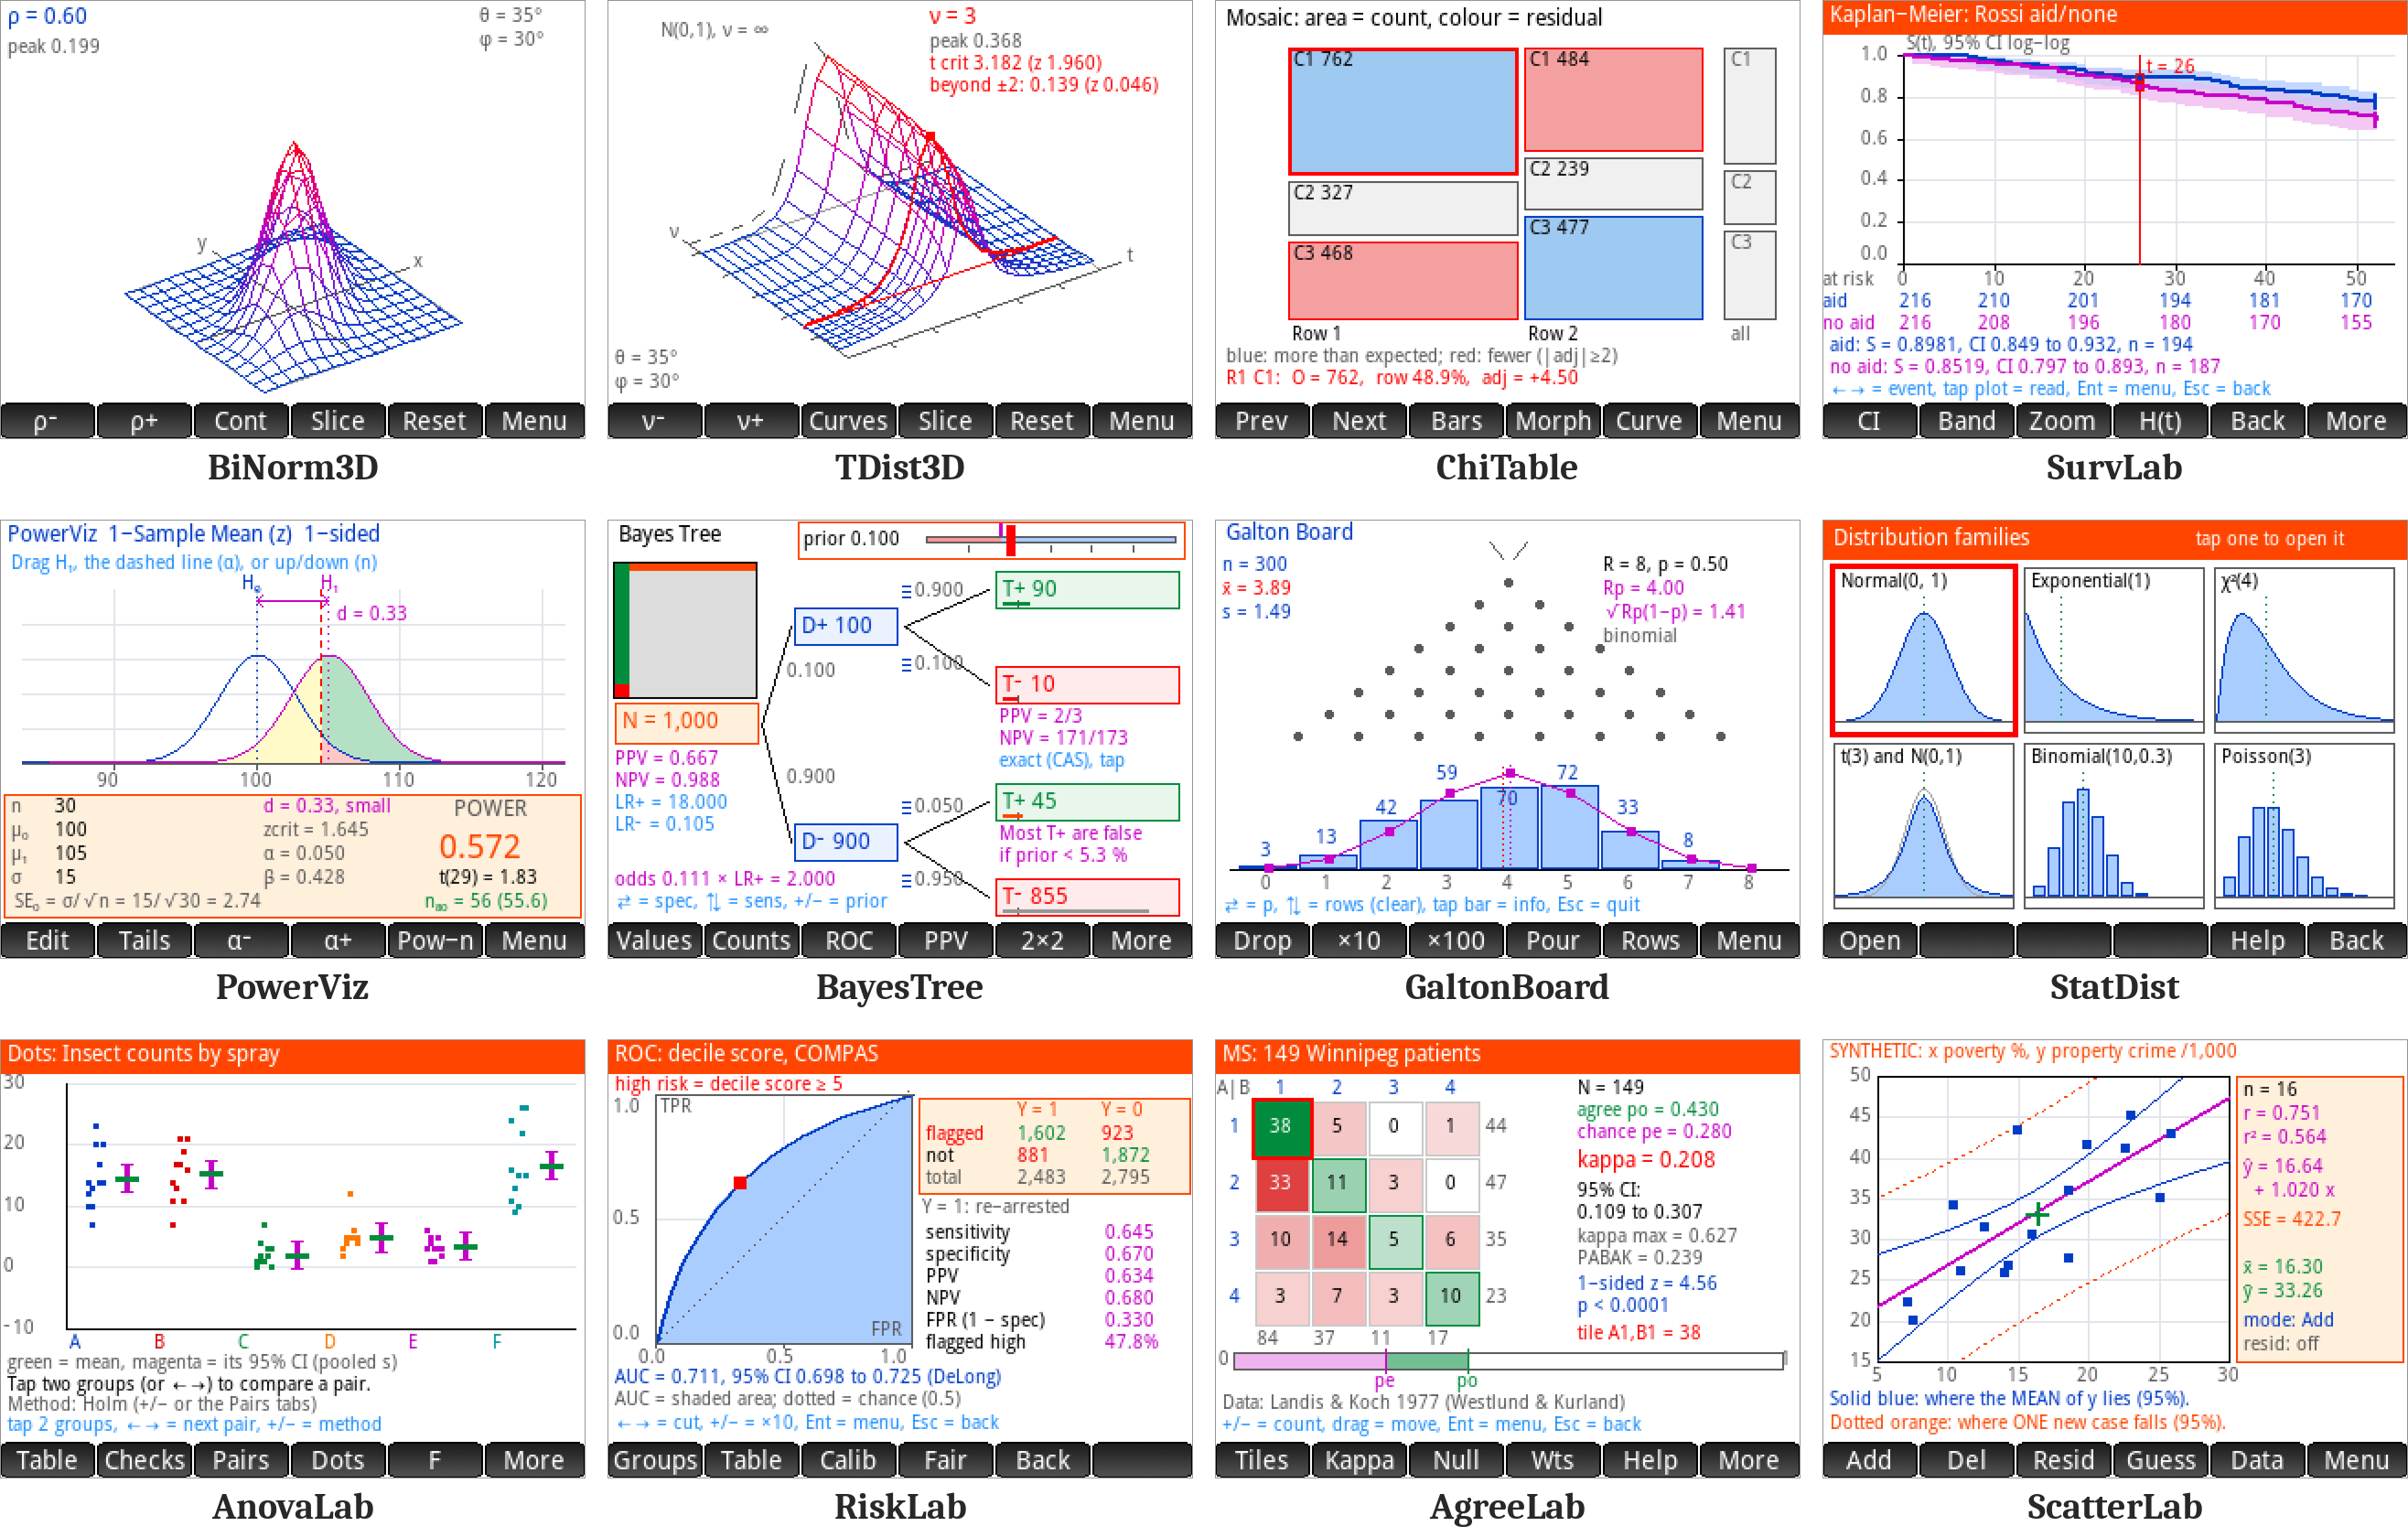 ρ = 0.60
peak 0.199
θ = 35°
φ = 30°
y
x
ρ- ρ+ Cont Slice Reset Menu
BiNorm3D
N(0,1), ν = ∞
ν = 3
peak 0.368
t crit 3.182 (z 1.960)
beyond ±2: 0.139 (z 0.046)
ν
t
θ = 35°
φ = 30°
ν- ν+ Curves Slice Reset Menu
TDist3D
Mosaic: area = count, colour = residual
C1 762 C1 484 C1
C2 327 C2 239 C2
C3 468 C3 477 C3
Row 1 Row 2 all
blue: more than expected; red: fewer (|adj|≥2)
R1 C1: O = 762, row 48.9%, adj = +4.50
Prev Next Bars Morph Curve Menu
ChiTable
Kaplan−Meier: Rossi aid/none
S(t), 95% CI log−log
t = 26
1.0
0.8
0.6
0.4
0.2
0.0
at risk 0 10 20 30 40 50
aid 216 210 201 194 181 170
no aid 216 208 196 180 170 155
aid: S = 0.8981, CI 0.849 to 0.932, n = 194
no aid: S = 0.8519, CI 0.797 to 0.893, n = 187
←→ = event, tap plot = read, Ent = menu, Esc = back
CI Band Zoom H(t) Back More
SurvLab
PowerViz 1−Sample Mean (z) 1−sided
Drag H₁, the dashed line (α), or up/down (n)
H₀ H₁
d = 0.33
90 100 110 120
n 30 d = 0.33, small POWER
μ₀ 100 zcrit = 1.645
μ₁ 105 α = 0.050 0.572
σ 15 β = 0.428 t(29) = 1.83
SE₀ = σ/√n = 15/√30 = 2.74 n₈₀ = 56 (55.6)
Edit Tails α- α+ Pow−n Menu
PowerViz
Bayes Tree
prior 0.100
N = 1,000
PPV = 0.667
NPV = 0.988
LR+ = 18.000
LR- = 0.105
D+ 100
D- 900
0.100
0.900
0.900
0.100
0.050
0.950
T+ 90
T- 10
PPV = 2/3
NPV = 171/173
exact (CAS), tap
T+ 45
Most T+ are false
if prior < 5.3 %
T- 855
odds 0.111 × LR+ = 2.000
⇄ = spec, ⇅ = sens, +/− = prior
Values Counts ROC PPV 2×2 More
BayesTree
Galton Board
n = 300
x̄ = 3.89
s = 1.49
R = 8, p = 0.50
Rp = 4.00
√Rp(1−p) = 1.41
binomial
3 13 42 59 70 72 33 8
0 1 2 3 4 5 6 7 8
⇄ = p, ⇅ = rows (clear), tap bar = info, Esc = quit
Drop ×10 ×100 Pour Rows Menu
GaltonBoard
Distribution families tap one to open it
Normal(0, 1) Exponential(1) χ²(4)
t(3) and N(0,1) Binomial(10,0.3) Poisson(3)
Open Help Back
StatDist
Dots: Insect counts by spray
30
20
10
0
-10
A B C D E F
green = mean, magenta = its 95% CI (pooled s)
Tap two groups (or ←→) to compare a pair.
Method: Holm (+/− or the Pairs tabs)
tap 2 groups, ←→ = next pair, +/− = method
Table Checks Pairs Dots F More
AnovaLab
ROC: decile score, COMPAS
high risk = decile score ≥ 5
1.0 TPR
0.5
0.0 FPR
0.0 0.5 1.0
Y = 1 Y = 0
flagged 1,602 923
not 881 1,872
total 2,483 2,795
Y = 1: re−arrested
sensitivity 0.645
specificity 0.670
PPV 0.634
NPV 0.680
FPR (1 − spec) 0.330
flagged high 47.8%
AUC = 0.711, 95% CI 0.698 to 0.725 (DeLong)
AUC = shaded area; dotted = chance (0.5)
←→ = cut, +/− = ×10, Ent = menu, Esc = back
Groups Table Calib Fair Back
RiskLab
MS: 149 Winnipeg patients
A|B 1 2 3 4
1 38 5 0 1 44
2 33 11 3 0 47
3 10 14 5 6 35
4 3 7 3 10 23
84 37 11 17
N = 149
agree po = 0.430
chance pe = 0.280
kappa = 0.208
95% CI:
0.109 to 0.307
kappa max = 0.627
PABAK = 0.239
1−sided z = 4.56
p < 0.0001
tile A1,B1 = 38
0 1
pe po
Data: Landis & Koch 1977 (Westlund & Kurland)
+/− = count, drag = move, Ent = menu, Esc = back
Tiles Kappa Null Wts Help More
AgreeLab
SYNTHETIC: x poverty %, y property crime /1,000
50
45
40
35
30
25
20
15
5 10 15 20 25 30
n = 16
r = 0.751
r² = 0.564
ŷ = 16.64
+ 1.020 x
SSE = 422.7
x̄ = 16.30
ȳ = 33.26
mode: Add
resid: off
Solid blue: where the MEAN of y lies (95%).
Dotted orange: where ONE new case falls (95%).
Add Del Resid Guess Data Menu
ScatterLab